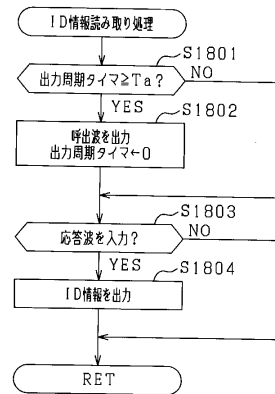 ID情報読み取り処理
S1801
出力周期タイマ≧Ta?
NO
YES
S1802
呼出波を出力
出力周期タイマ←0
S1803
応答波を入力?
NO
YES
S1804
ID情報を出力
RET